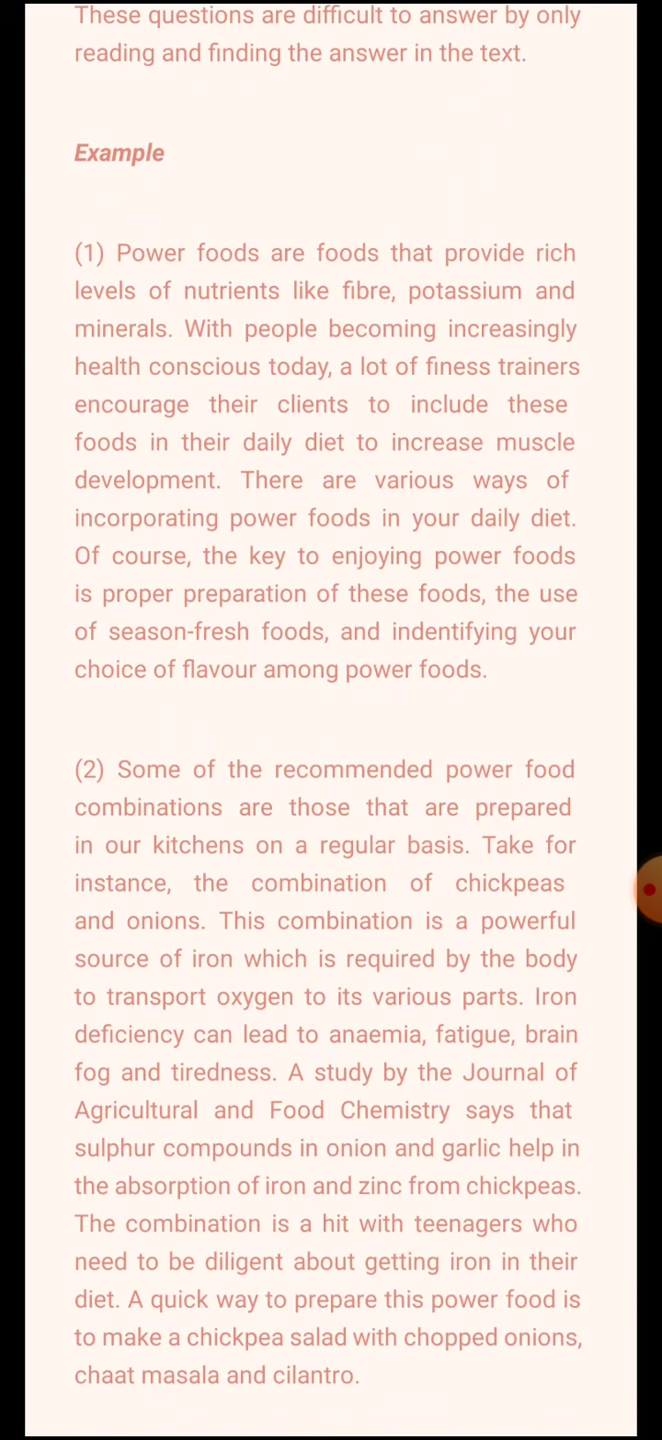 These questions are difficult to answer by only
reading and finding the answer in the text.
Example
(1) Power foods are foods that provide rich
levels of nutrients like fibre, potassium and
minerals. With people becoming increasingly
health conscious today, a lot of finess trainers
encourage their clients to include these
foods in their daily diet to increase muscle
development. There are various ways of
incorporating power foods in your daily diet.
Of course, the key to enjoying power foods
is proper preparation of these foods, the use
of season-fresh foods, and indentifying your
choice of flavour among power foods.
(2) Some of the recommended power food
combinations are those that are prepared
in our kitchens on a regular basis. Take for
instance, the combination of chickpeas
and onions. This combination is a powerful
source of iron which is required by the body
to transport oxygen to its various parts. Iron
deficiency can lead to anaemia, fatigue, brain
fog and tiredness. A study by the Journal of
Agricultural and Food Chemistry says that
sulphur compounds in onion and garlic help in
the absorption of iron and zinc from chickpeas.
The combination is a hit with teenagers who
need to be diligent about getting iron in their
diet. A quick way to prepare this power food is
to make a chickpea salad with chopped onions,
chaat masala and cilantro.